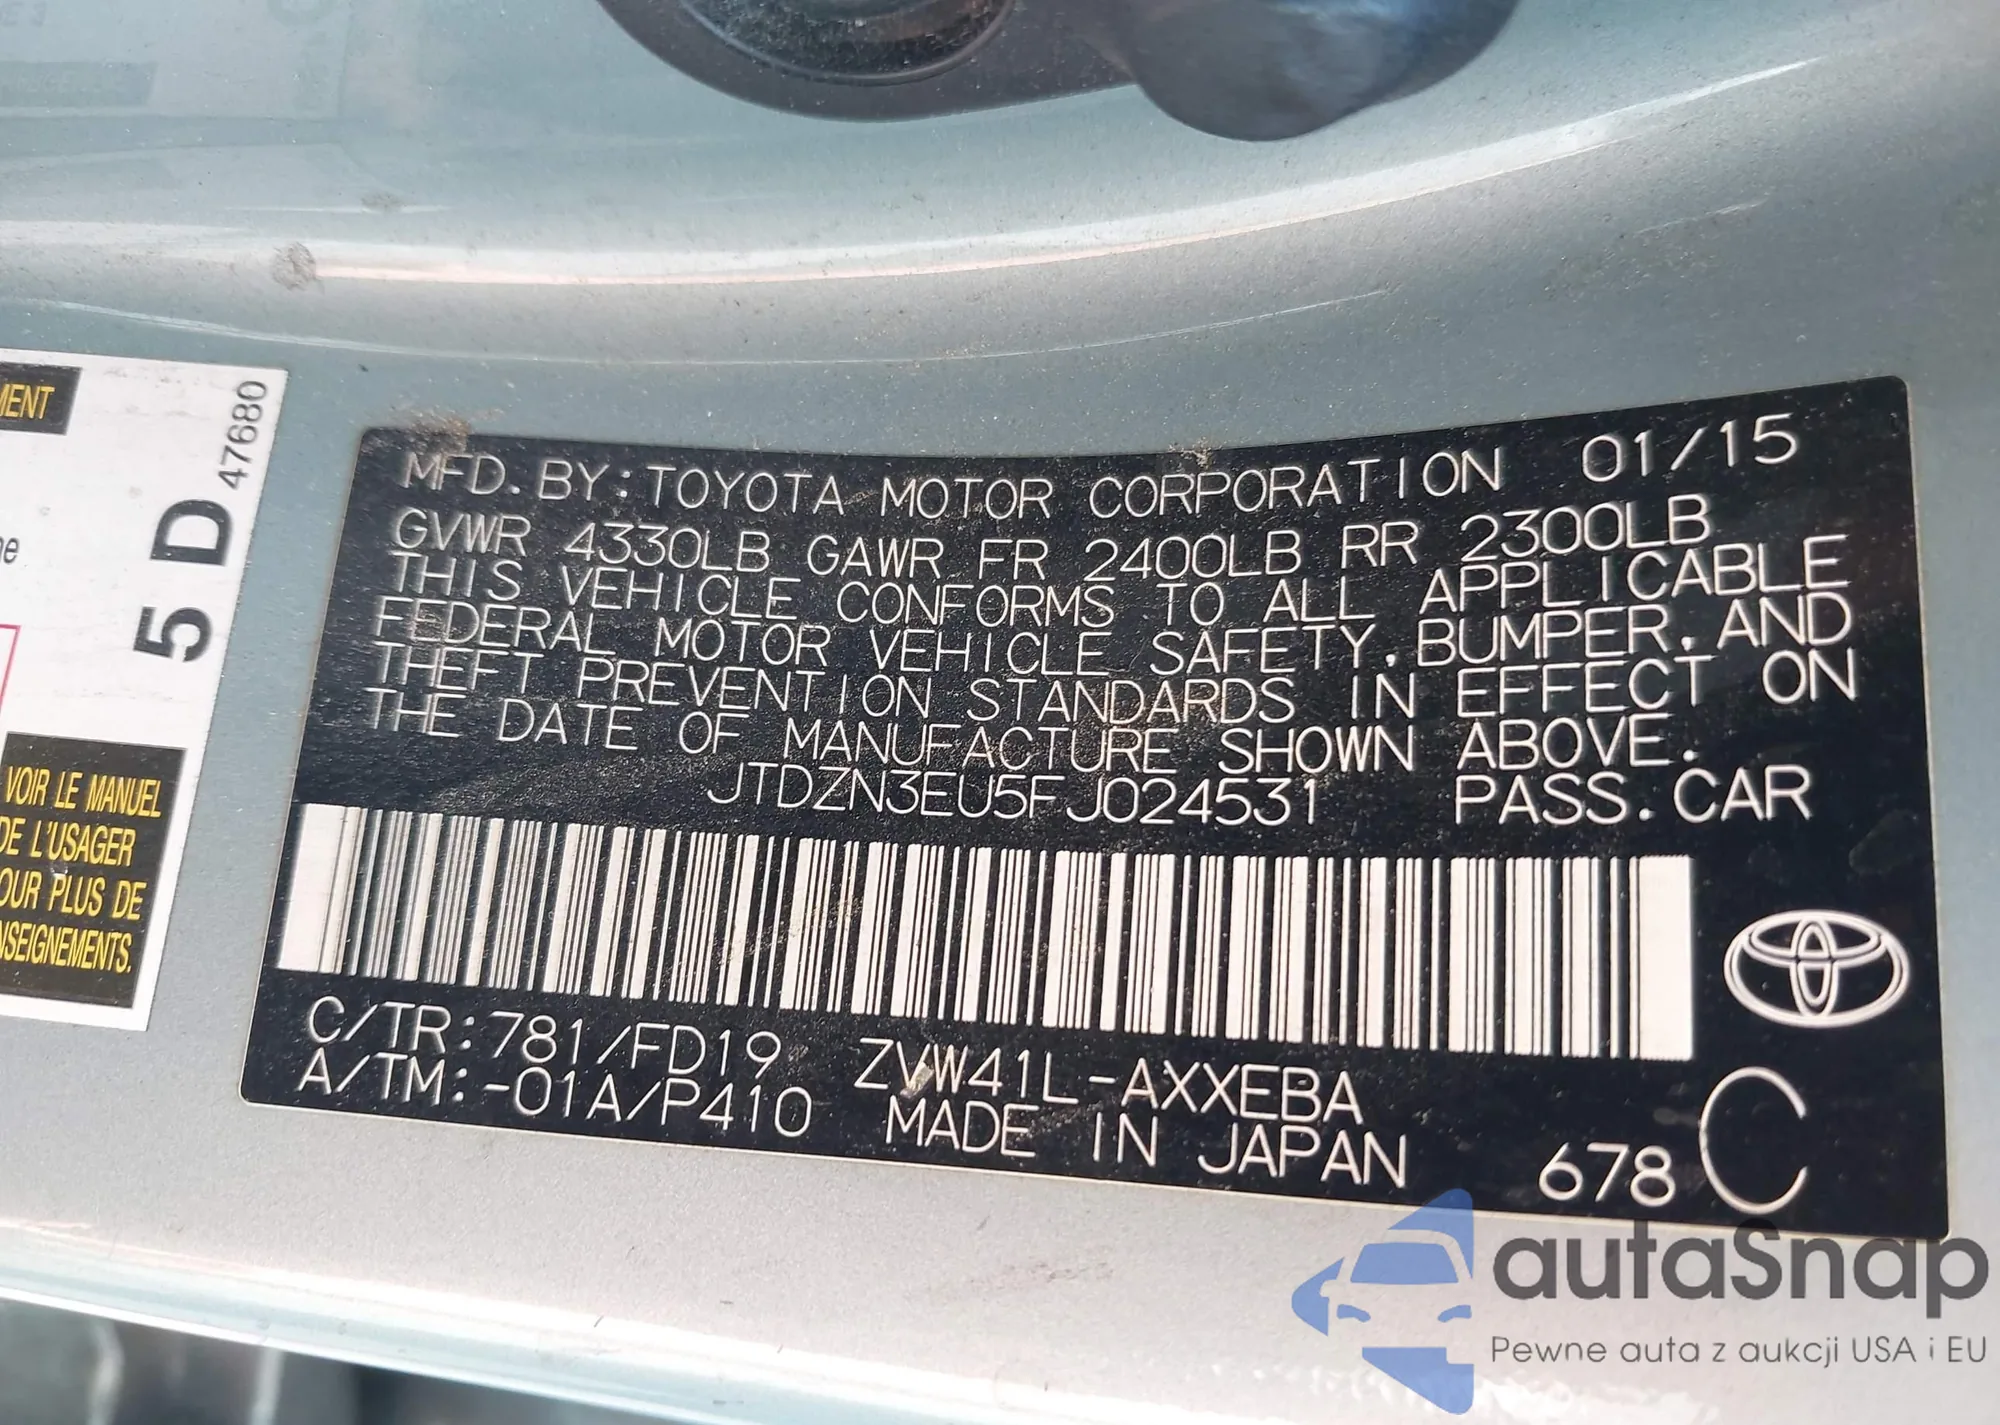 MENT
47680
5 D
VOIR LE MANUEL
DE L'USAGER
OUR PLUS DE
NSEIGNEMENTS.
MFD. BY: TOYOTA MOTOR CORPORATION 01/15
GVWR 4330LB GAWR FR 2400LB RR 2300LB
THIS VEHICLE CONFORMS TO ALL APPLICABLE
FEDERAL MOTOR VEHICLE SAFETY, BUMPER, AND
THEFT PREVENTION STANDARDS IN EFFECT ON
THE DATE OF MANUFACTURE SHOWN ABOVE.
JTDZN3EU5FJ024531 PASS. CAR
C/TR: 781/FD19 ZVW41L-AXXEBA
A/TM: -01A/P410 MADE IN JAPAN 678 C
autaSnap
Pewne auta z aukcji USA i EU